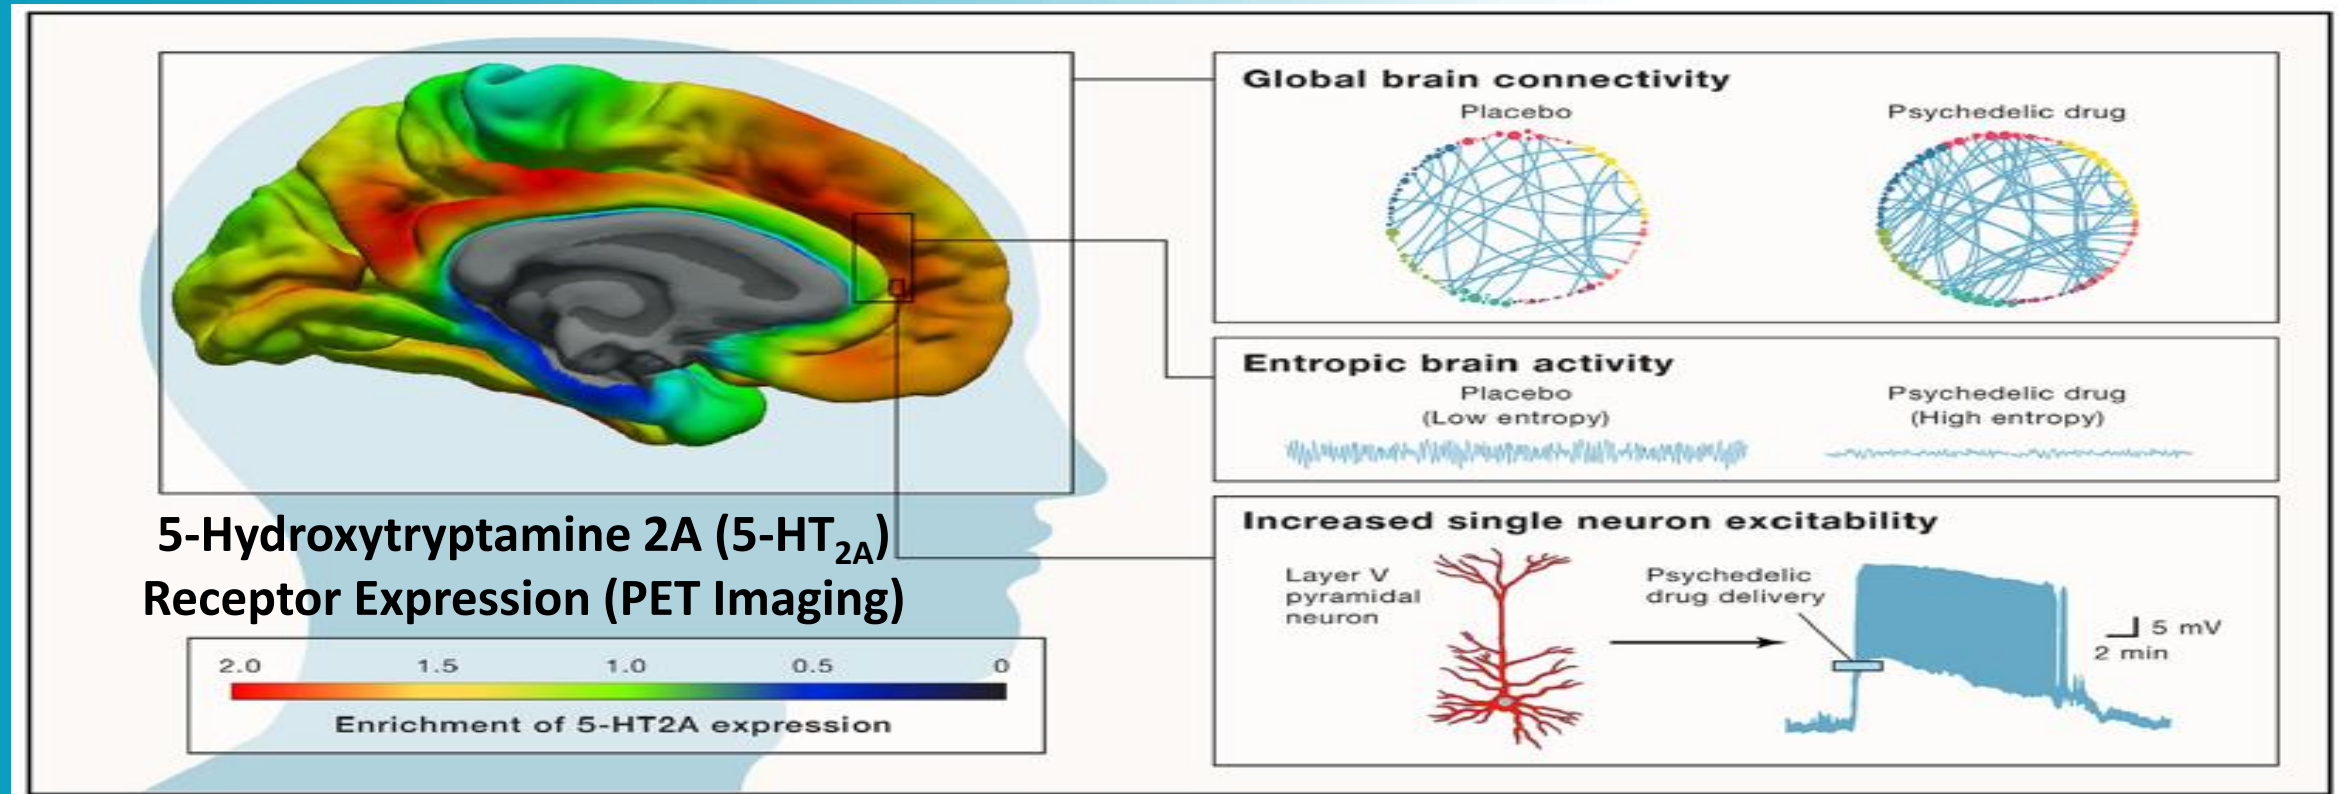 Global brain connectivity
Placebo
Psychedelic drug
Entropic brain activity
Placebo
(Low entropy)
Psychedelic drug
(High entropy)
Increased single neuron excitability
Layer V
pyramidal
neuron
Psychedelic
drug delivery
5 mV
2 min
5-Hydroxytryptamine 2A (5-HT2A)
Receptor Expression (PET Imaging)
2.0 1.5 1.0 0.5 0
Enrichment of 5-HT2A expression